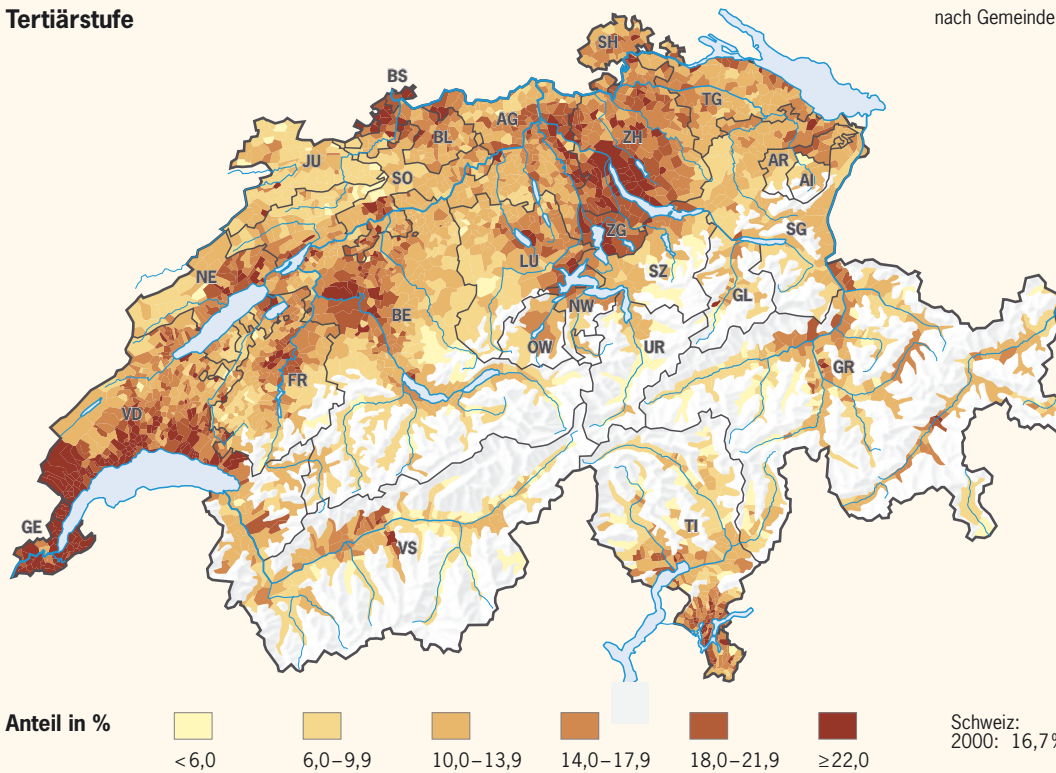 Tertiärstufe
nach Gemeinde
SH
BS
TG
AG
BL
ZH
JU
AR
SO
AI
ZG
SG
LU
SZ
NE
GL
NW
BE
OW
UR
GR
FR
VD
TI
GE
VS
Anteil in %
<6,0
6,0–9,9
10,0–13,9
14,0–17,9
18,0–21,9
≥22,0
Schweiz:
2000: 16,7%